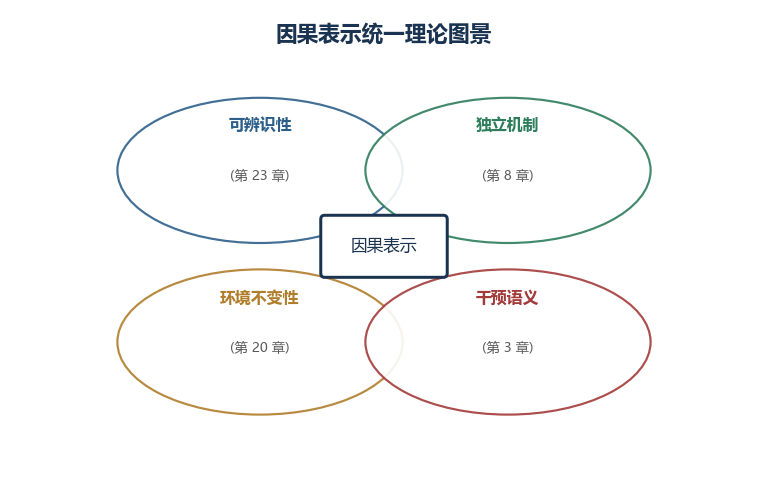 因果表示统一理论图景
可辨识性
独立机制
(第 23 章)
(第 8 章)
因果表示
环境不变性
干预语义
(第 20 章)
(第 3 章)